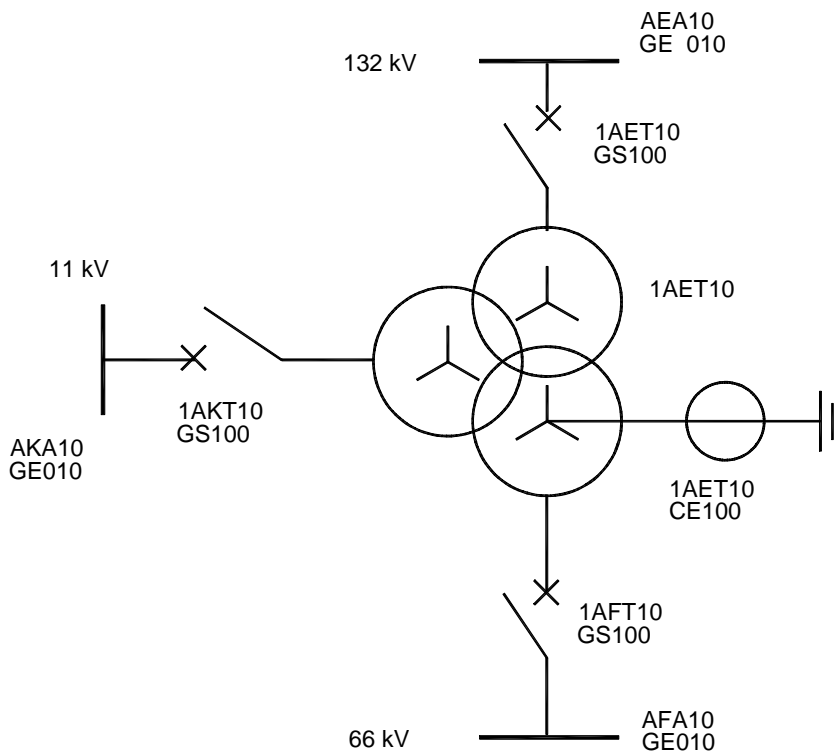 AEA10
GE 010
132 kV
1AET10
GS100
11 kV
1AET10
1AKT10
GS100
AKA10
GE010
1AET10
CE100
1AFT10
GS100
AFA10
GE010
66 kV